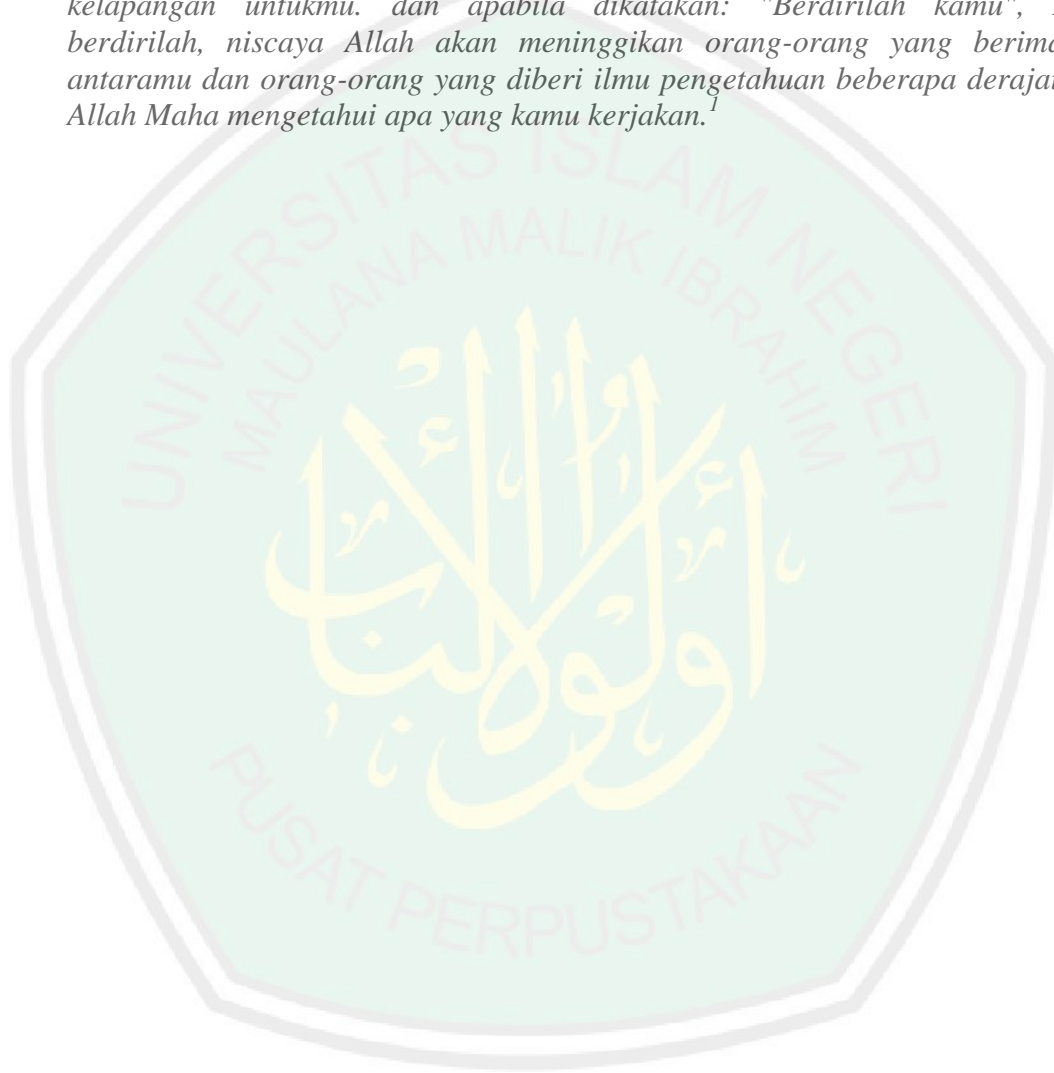 kelapangan untukmu. dan apabila dikatakan: "Berdirilah kamu",
berdirilah, niscaya Allah akan meninggikan orang-orang yang berima
antaramu dan orang-orang yang diberi ilmu pengetahuan beberapa derajat
Allah Maha mengetahui apa yang kamu kerjakan.1
UNIVERSITAS ISLAM NEGERI
MAULANA MALIK IBRAHIM
أولوا الألباب
PUSAT PERPUSTAKAAN